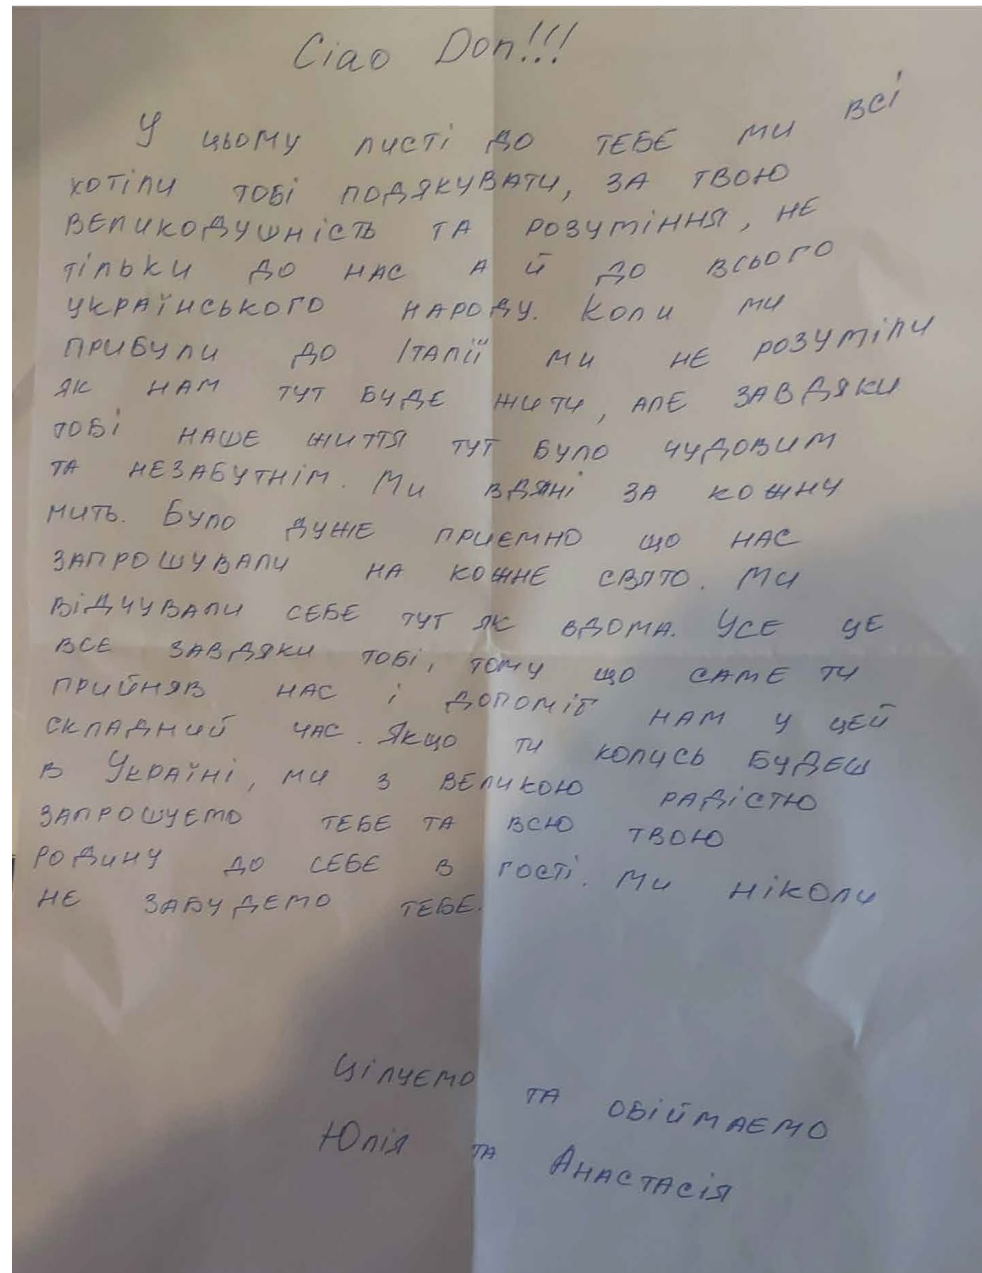 Ciao Don!!!
У цьому листі до тебе ми всі
хотіли тобі подякувати, за твою
великодушність та розуміння, не
тільки до нас а й до всього
українського народу. Коли ми
прибули до Італії ми не розуміли
як нам тут буде жити, але завдяки
тобі наше життя тут було чудовим
та незабутнім. Ми вдяні за кожну
мить. Було дуже приємно що нас
запрошували на кожне свято. Ми
відчували себе тут як вдома. Усе це
все завдяки тобі, тому що саме ти
прийняв нас і допоміг нам у цей
складний час. Якщо ти колись будеш
в Україні, ми з великою радістю
запрошуємо тебе та всю твою
родину до себе в гості. Ми ніколи
не забудемо тебе.
Цілуємо та обіймаємо
Юлія та Анастасія